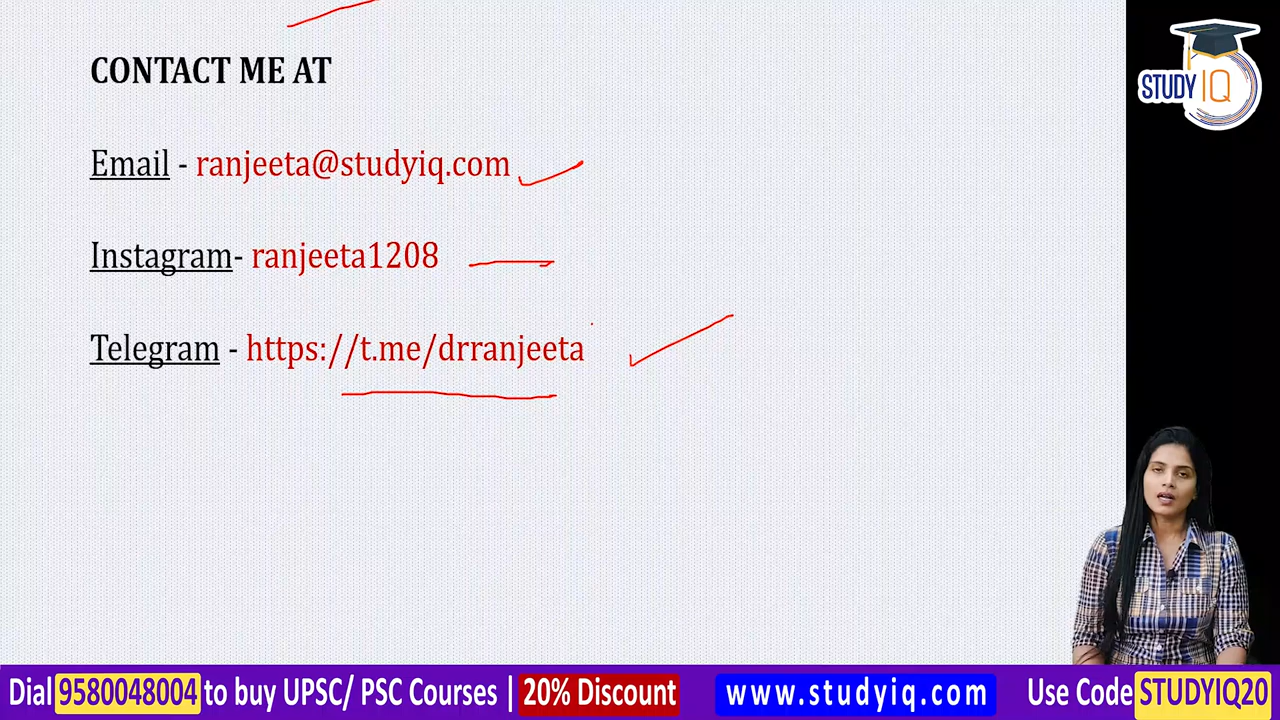 CONTACT ME AT
STUDY IQ
Email - ranjeeta@studyiq.com
Instagram- ranjeeta1208
Telegram - https://t.me/drranjeeta
Dial 9580048004 to buy UPSC/ PSC Courses | 20% Discount www.studyiq.com Use Code STUDYIQ20